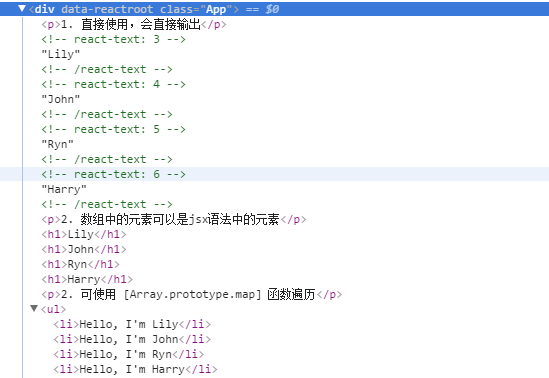 <div data-reactroot class="App"> == $0
<p>1. 直接使用，会直接输出</p>
<!-- react-text: 3 -->
"Lily"
<!-- /react-text -->
<!-- react-text: 4 -->
"John"
<!-- /react-text -->
<!-- react-text: 5 -->
"Ryn"
<!-- /react-text -->
<!-- react-text: 6 -->
"Harry"
<!-- /react-text -->
<p>2. 数组中的元素可以是jsx语法中的元素</p>
<h1>Lily</h1>
<h1>John</h1>
<h1>Ryn</h1>
<h1>Harry</h1>
<p>2. 可使用 [Array.prototype.map] 函数遍历</p>
<ul>
<li>Hello, I'm Lily</li>
<li>Hello, I'm John</li>
<li>Hello, I'm Ryn</li>
<li>Hello, I'm Harry</li>